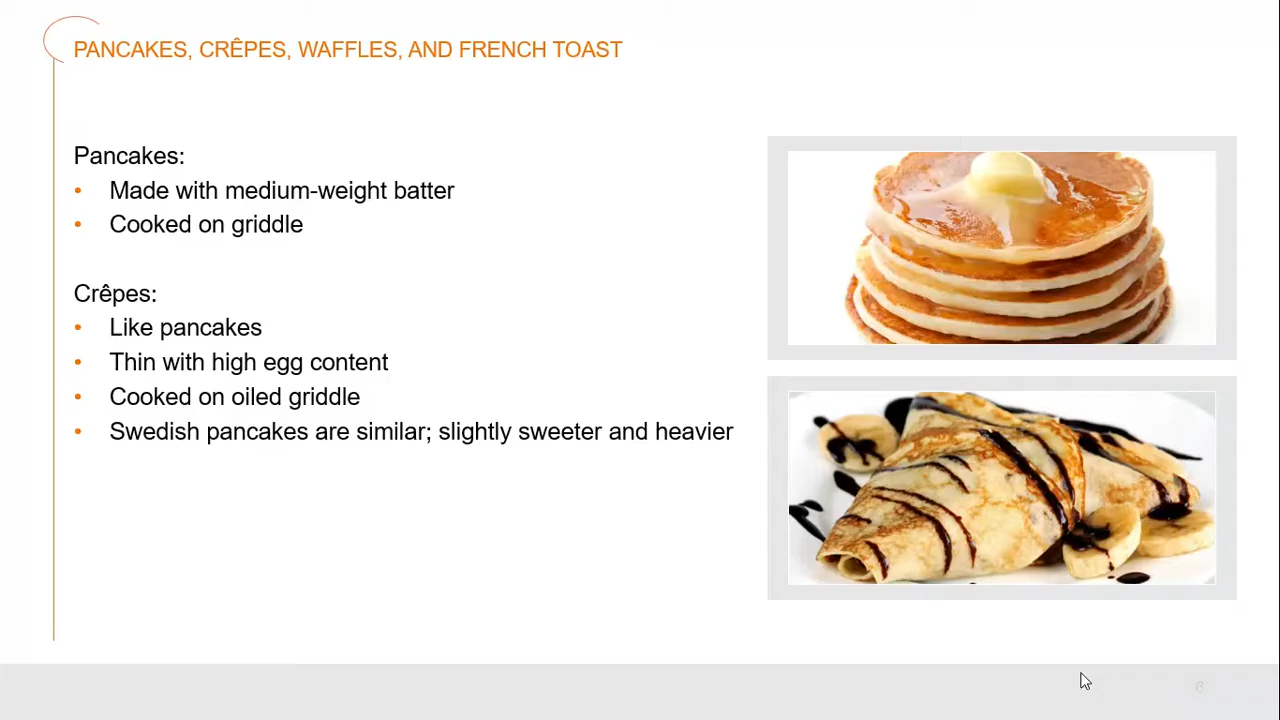 PANCAKES, CRÊPES, WAFFLES, AND FRENCH TOAST
Pancakes:
• Made with medium-weight batter
• Cooked on griddle
Crêpes:
• Like pancakes
• Thin with high egg content
• Cooked on oiled griddle
• Swedish pancakes are similar; slightly sweeter and heavier
6